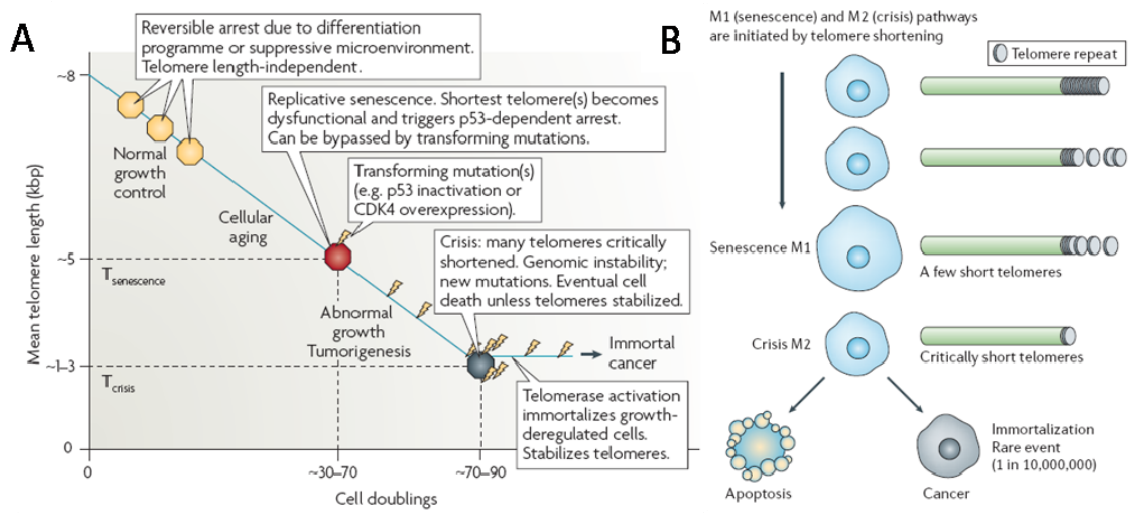 A
Reversible arrest due to differentiation
programme or suppressive microenvironment.
Telomere length-independent.
Replicative senescence. Shortest telomere(s) becomes
dysfunctional and triggers p53-dependent arrest.
Can be bypassed by transforming mutations.
Transforming mutation(s)
(e.g. p53 inactivation or
CDK4 overexpression).
Crisis: many telomeres critically
shortened. Genomic instability;
new mutations. Eventual cell
death unless telomeres stabilized.
Telomerase activation
immortalizes growth-
deregulated cells.
Stabilizes telomeres.
Normal
growth
control
Cellular
aging
Abnormal
growth
Tumorigenesis
Immortal
cancer
Mean telomere length (kbp)
~8
~5
~1-3
0
Tsenescence
Tcrisis
0
~30–70
~70–90
Cell doublings
B
M1 (senescence) and M2 (crisis) pathways
are initiated by telomere shortening
Telomere repeat
Senescence M1
A few short telomeres
Crisis M2
Critically short telomeres
Apoptosis
Cancer
Immortalization
Rare event
(1 in 10,000,000)